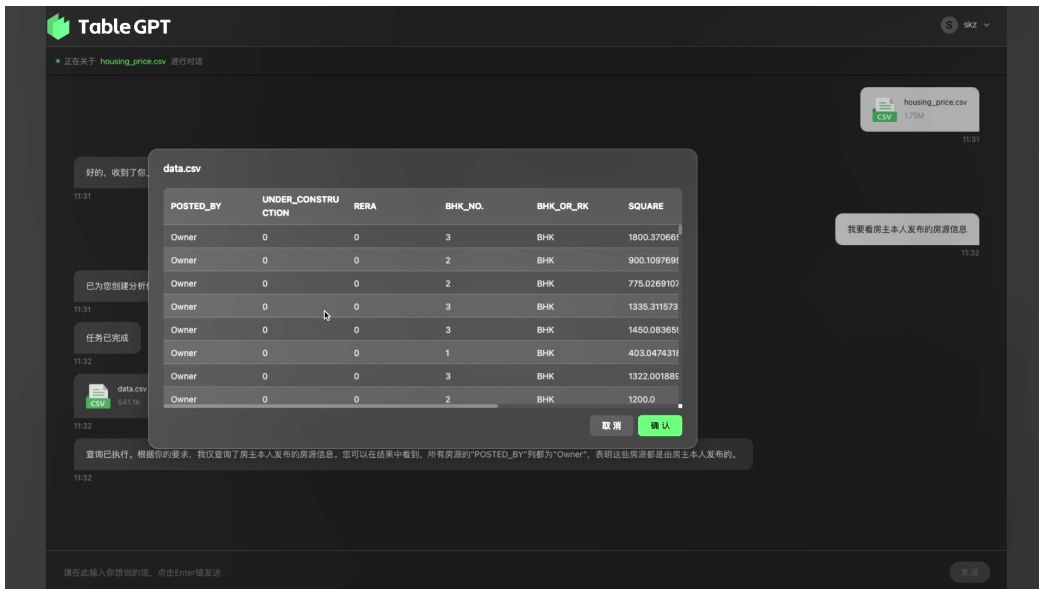 Table GPT
S skz
正在关于 housing_price.csv 进行对话
housing_price.csv
CSV 1.75M
11:31
好的，收到了你
11:31
我要看房主本人发布的房源信息
11:32
已为您创建分析
11:31
任务已完成
11:32
data.csv
CSV 641.1K
11:32
data.csv
POSTED_BY UNDER_CONSTRUCTION RERA BHK_NO. BHK_OR_RK SQUARE
Owner 0 0 3 BHK 1800.370665
Owner 0 0 2 BHK 900.1097695
Owner 0 0 2 BHK 775.0269107
Owner 0 0 3 BHK 1335.311573
Owner 0 0 3 BHK 1450.083659
Owner 0 0 1 BHK 403.0474318
Owner 0 0 3 BHK 1322.001889
Owner 0 0 2 BHK 1200.0
取消 确认
查询已执行。根据你的要求，我仅查询了房主本人发布的房源信息。您可以在结果中看到，所有房源的"POSTED_BY"列都为"Owner"，表明这些房源都是由房主本人发布的。
11:32
请在此输入你想说的话，点击Enter键发送
发送